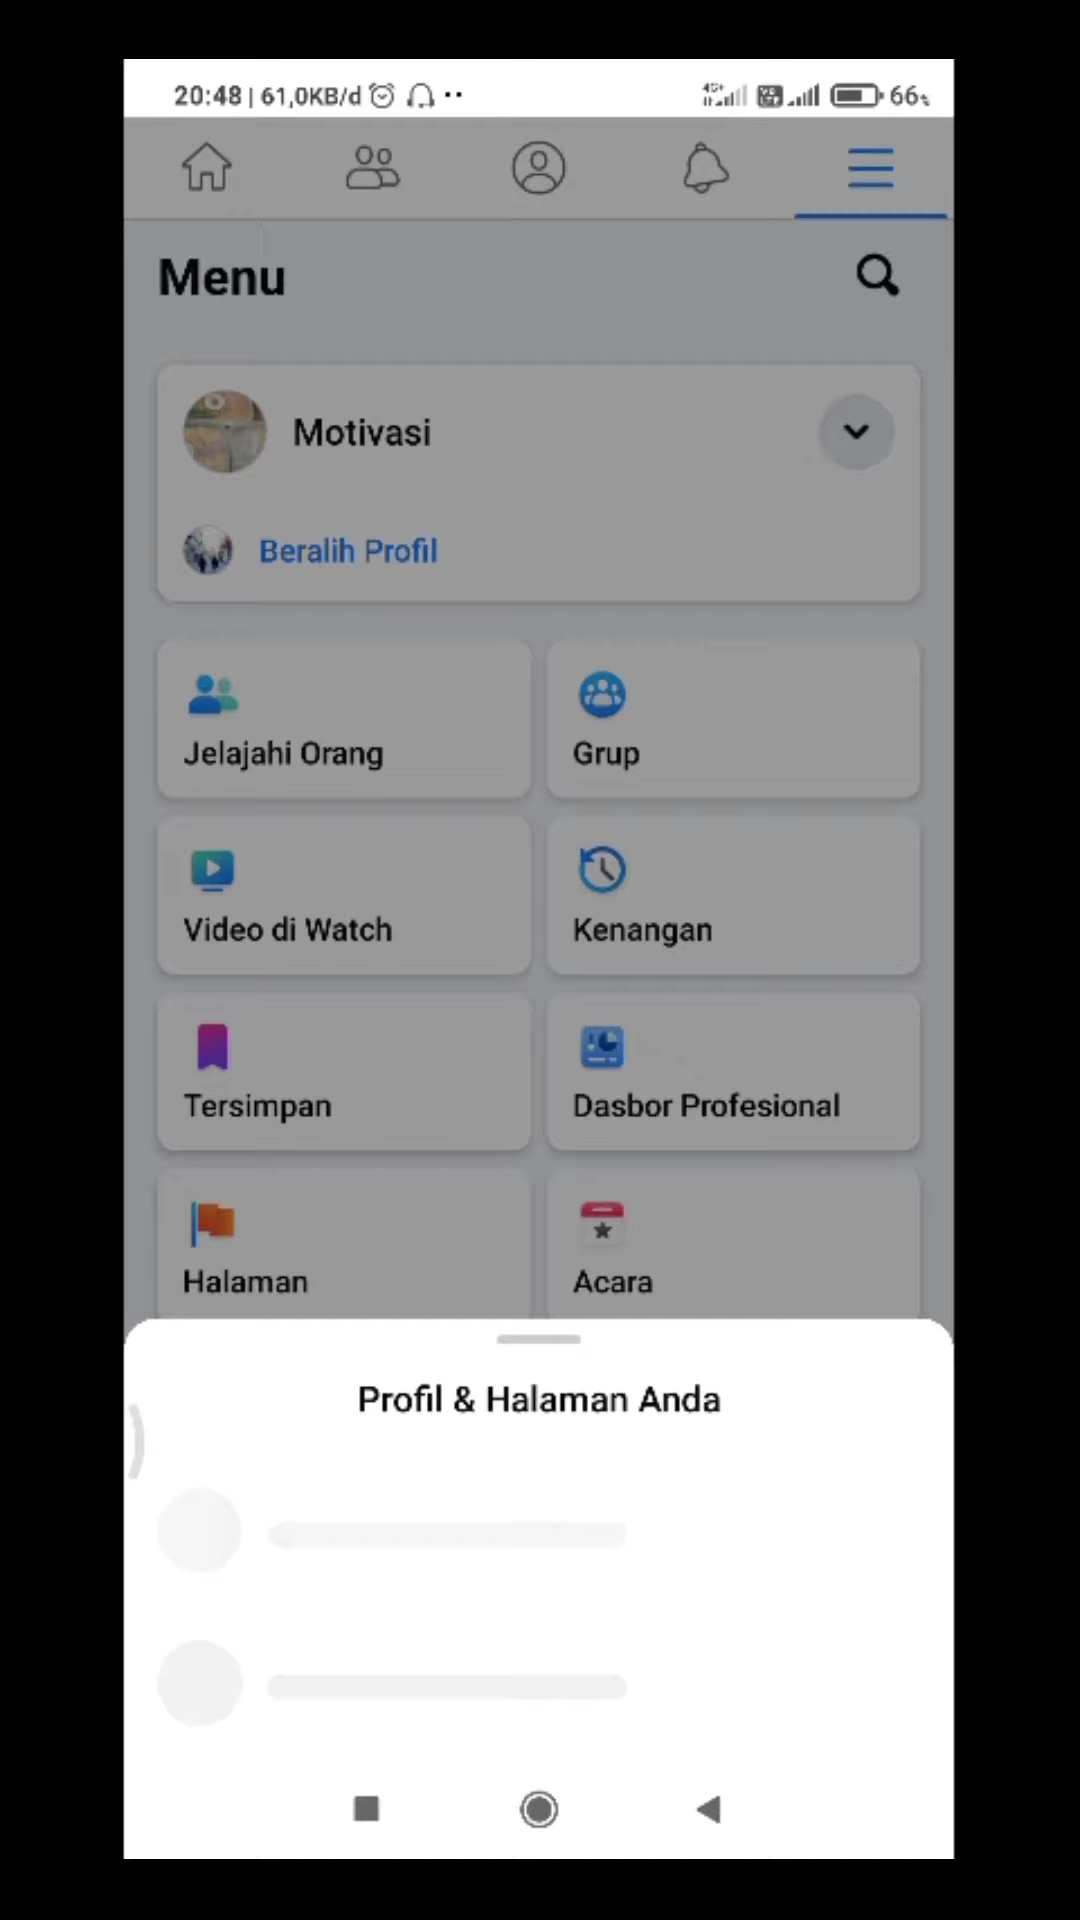 20:48 | 61,0KB/d
66%
Menu
Motivasi
Beralih Profil
Jelajahi Orang
Grup
Video di Watch
Kenangan
Tersimpan
Dasbor Profesional
Halaman
Acara
Profil & Halaman Anda